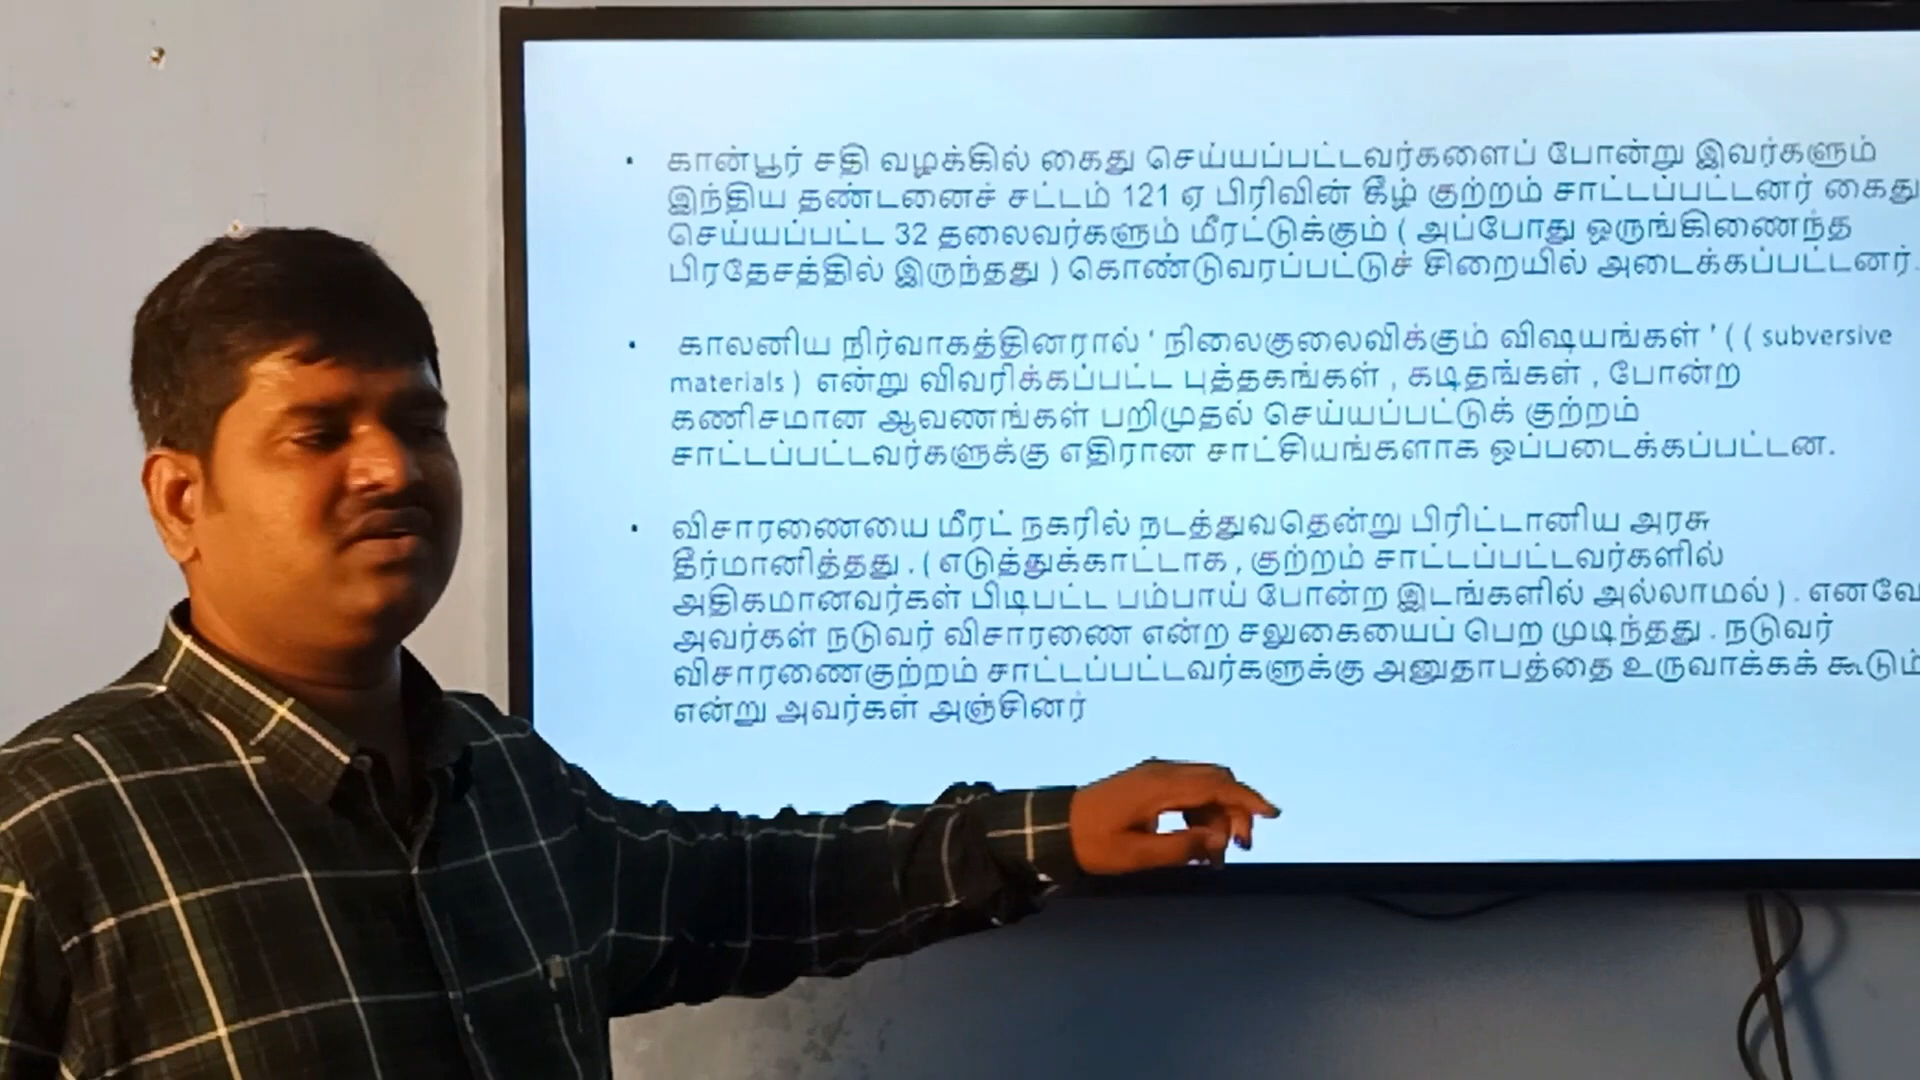 • கான்பூர் சதி வழக்கில் கைது செய்யப்பட்டவர்களைப் போன்று இவர்களும்
இந்திய தண்டனைச் சட்டம் 121 ஏ பிரிவின் கீழ் குற்றம் சாட்டப்பட்டனர் கைது
செய்யப்பட்ட 32 தலைவர்களும் மீரட்டுக்கும் ( அப்போது ஒருங்கிணைந்த
பிரதேசத்தில் இருந்தது ) கொண்டுவரப்பட்டுச் சிறையில் அடைக்கப்பட்டனர்.
• காலனிய நிர்வாகத்தினரால் ' நிலைகுலைவிக்கும் விஷயங்கள் ' ( ( subversive
materials ) என்று விவரிக்கப்பட்ட புத்தகங்கள் , கடிதங்கள் , போன்ற
கணிசமான ஆவணங்கள் பறிமுதல் செய்யப்பட்டுக் குற்றம்
சாட்டப்பட்டவர்களுக்கு எதிரான சாட்சியங்களாக ஒப்படைக்கப்பட்டன.
• விசாரணையை மீரட் நகரில் நடத்துவதென்று பிரிட்டானிய அரசு
தீர்மானித்தது . ( எடுத்துக்காட்டாக , குற்றம் சாட்டப்பட்டவர்களில்
அதிகமானவர்கள் பிடிபட்ட பம்பாய் போன்ற இடங்களில் அல்லாமல் ) . எனவே
அவர்கள் நடுவர் விசாரணை என்ற சலுகையைப் பெற முடிந்தது . நடுவர்
விசாரணைகுற்றம் சாட்டப்பட்டவர்களுக்கு அனுதாபத்தை உருவாக்கக் கூடும்
என்று அவர்கள் அஞ்சினர்